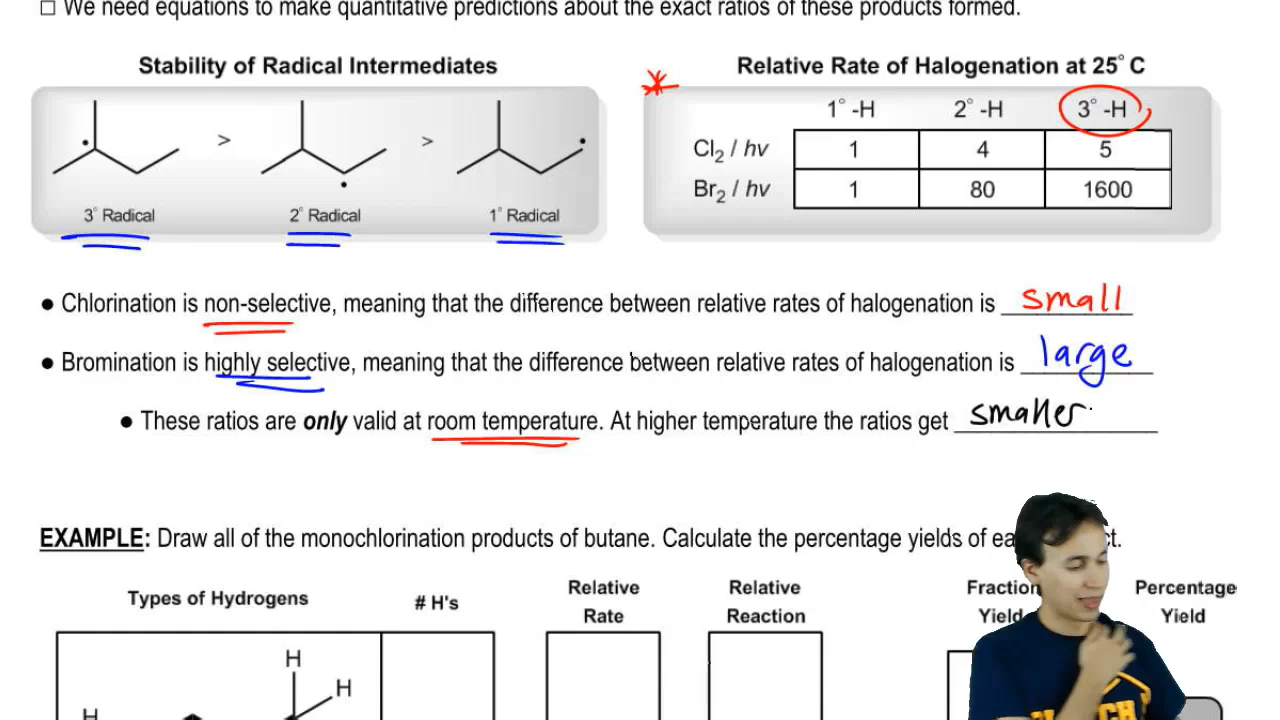 □ We need equations to make quantitative predictions about the exact ratios of these products formed.
Stability of Radical Intermediates
> >
3° Radical 2° Radical 1° Radical
Relative Rate of Halogenation at 25° C
1° -H 2° -H 3° -H
Cl₂ / hv 1 4 5
Br₂ / hv 1 80 1600
● Chlorination is non-selective, meaning that the difference between relative rates of halogenation is small
● Bromination is highly selective, meaning that the difference between relative rates of halogenation is large
● These ratios are only valid at room temperature. At higher temperature the ratios get smaller
EXAMPLE: Draw all of the monochlorination products of butane. Calculate the percentage yields of
Types of Hydrogens
# H's
Relative
Rate
Relative
Reaction
Fraction
Yield
Percentage
Yield
H
H
H